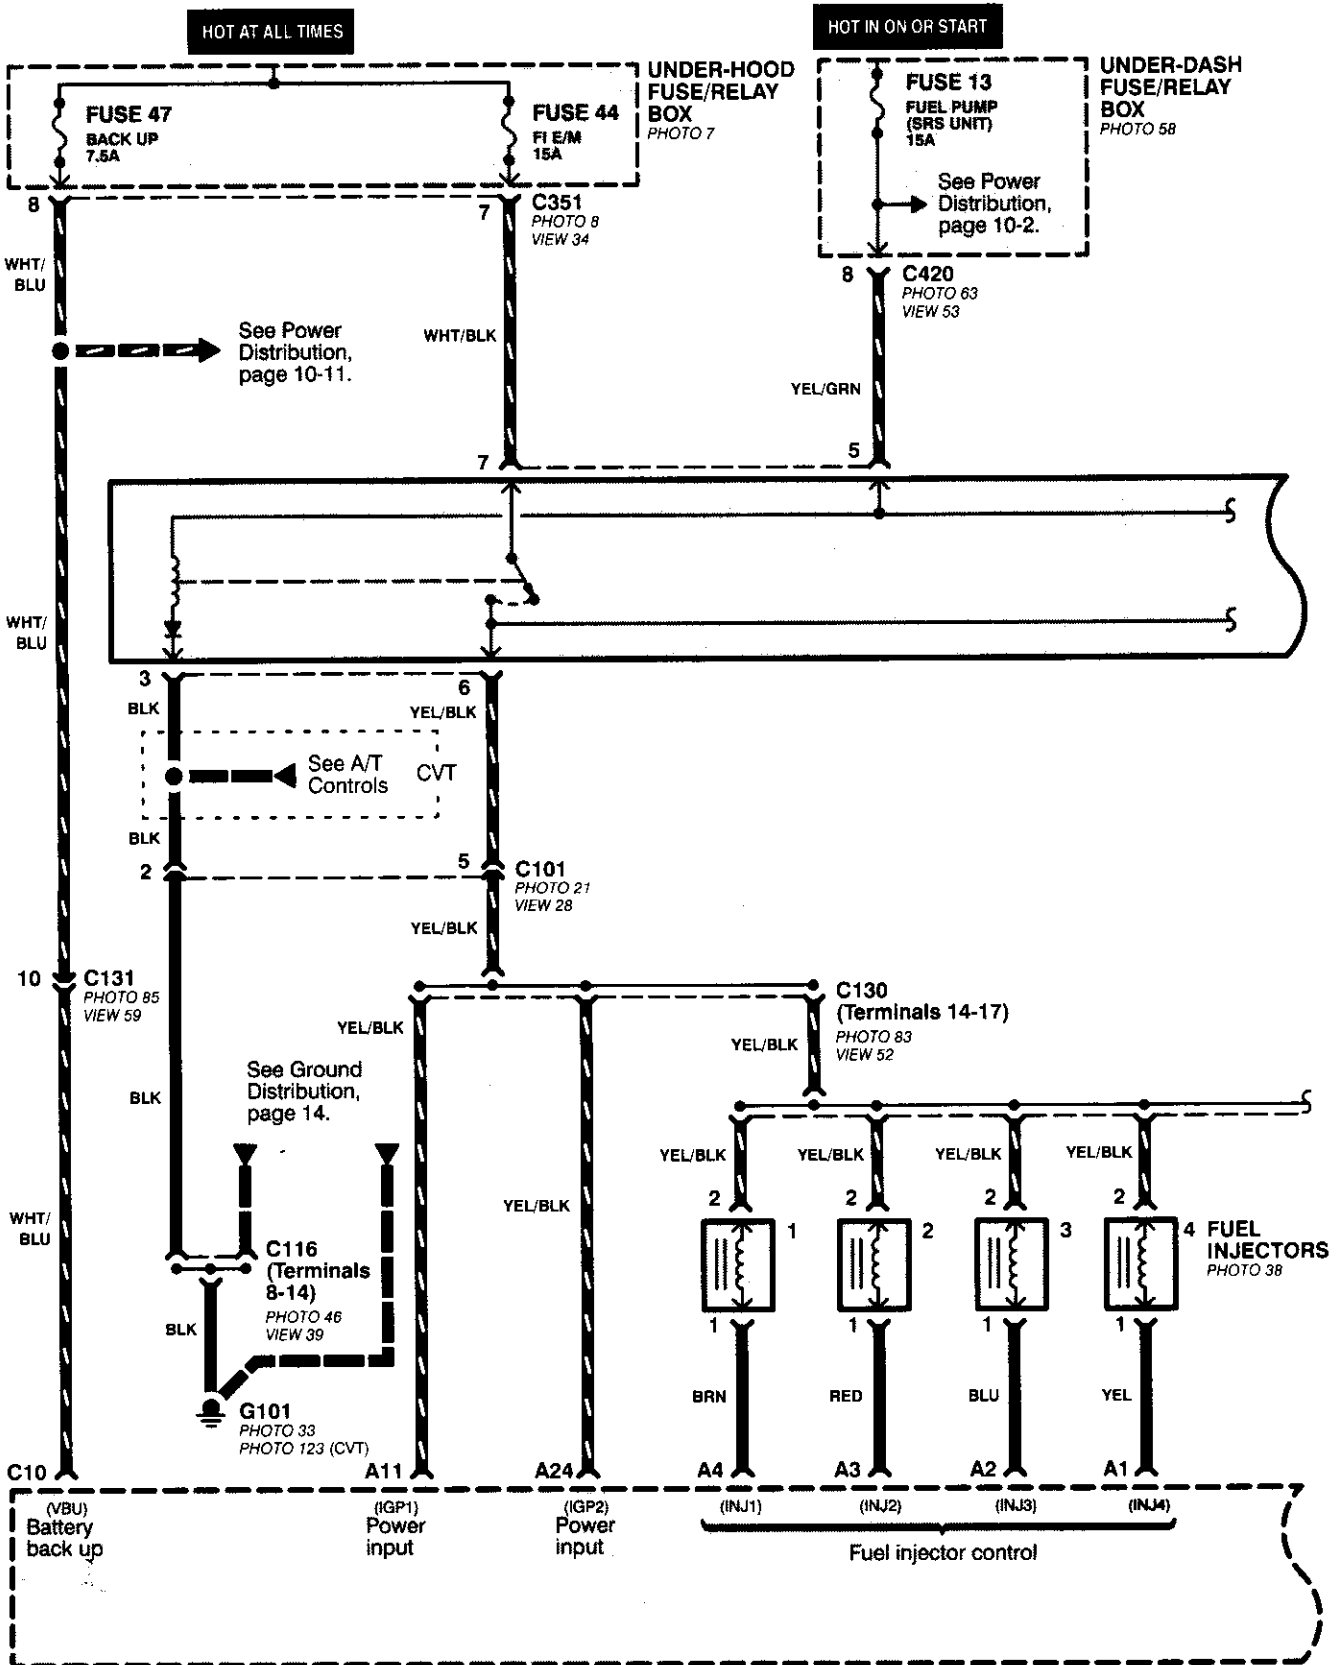 HOT AT ALL TIMES
HOT IN ON OR START
FUSE 47
BACK UP
7.5A
FUSE 44
FI E/M
15A
UNDER-HOOD
FUSE/RELAY
BOX
PHOTO 7
FUSE 13
FUEL PUMP
(SRS UNIT)
15A
See Power
Distribution,
page 10-2.
UNDER-DASH
FUSE/RELAY
BOX
PHOTO 58
8
7
C351
PHOTO 8
VIEW 34
8
C420
PHOTO 63
VIEW 53
WHT/
BLU
See Power
Distribution,
page 10-11.
WHT/BLK
YEL/GRN
7
5
WHT/
BLU
3
6
BLK
YEL/BLK
See A/T
Controls
CVT
BLK
2
5
C101
PHOTO 21
VIEW 28
YEL/BLK
10
C131
PHOTO 85
VIEW 59
C130
(Terminals 14-17)
PHOTO 83
VIEW 52
YEL/BLK
YEL/BLK
See Ground
Distribution,
page 14.
BLK
YEL/BLK
YEL/BLK
YEL/BLK
YEL/BLK
YEL/BLK
2
2
2
2
WHT/
BLU
1
2
3
4
FUEL
INJECTORS
PHOTO 38
C116
(Terminals
8-14)
PHOTO 46
VIEW 39
BLK
1
1
1
1
BRN
RED
BLU
YEL
G101
PHOTO 33
PHOTO 123 (CVT)
C10
A11
A24
A4
A3
A2
A1
(VBU)
Battery
back up
(IGP1)
Power
input
(IGP2)
Power
input
(INJ1)
(INJ2)
(INJ3)
(INJ4)
Fuel injector control